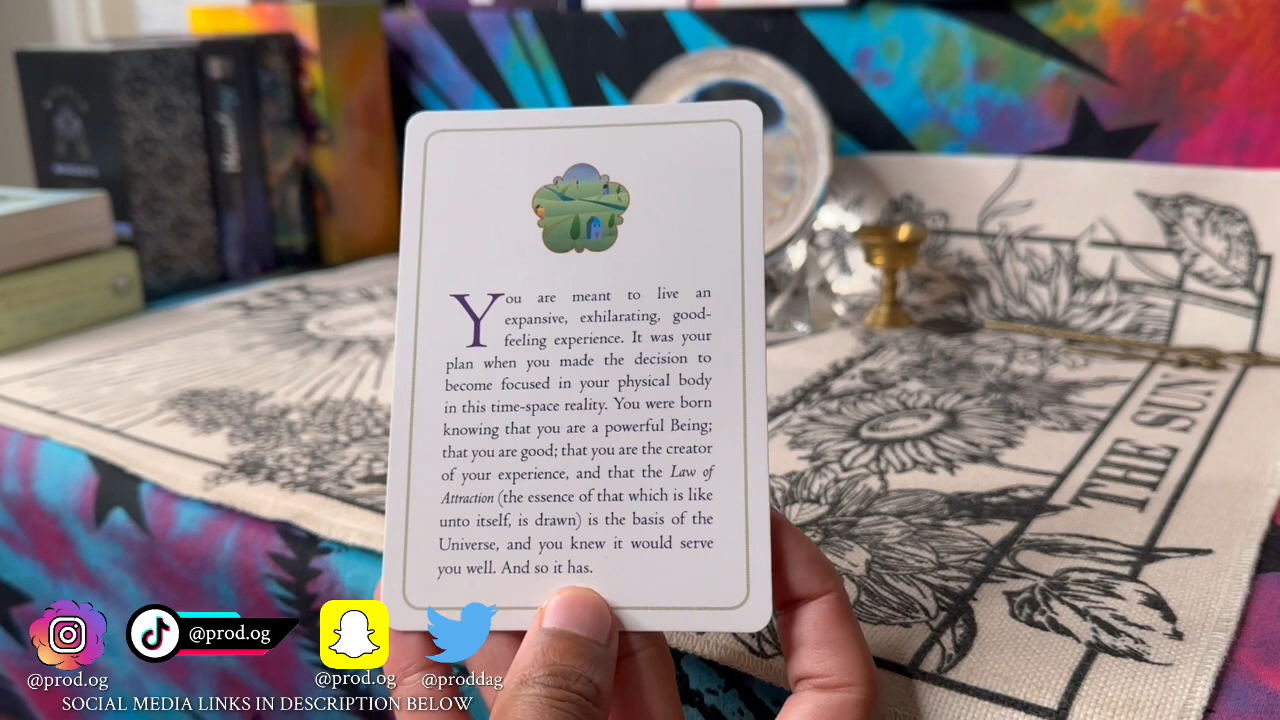 You are meant to live an
expansive, exhilarating, good-
feeling experience. It was your
plan when you made the decision to
become focused in your physical body
in this time-space reality. You were born
knowing that you are a powerful Being;
that you are good; that you are the creator
of your experience, and that the Law of
Attraction (the essence of that which is like
unto itself, is drawn) is the basis of the
Universe, and you knew it would serve
you well. And so it has.
THE SUN
@prod.og
@prod.og
@prod.og
@proddag
SOCIAL MEDIA LINKS IN DESCRIPTION BELOW